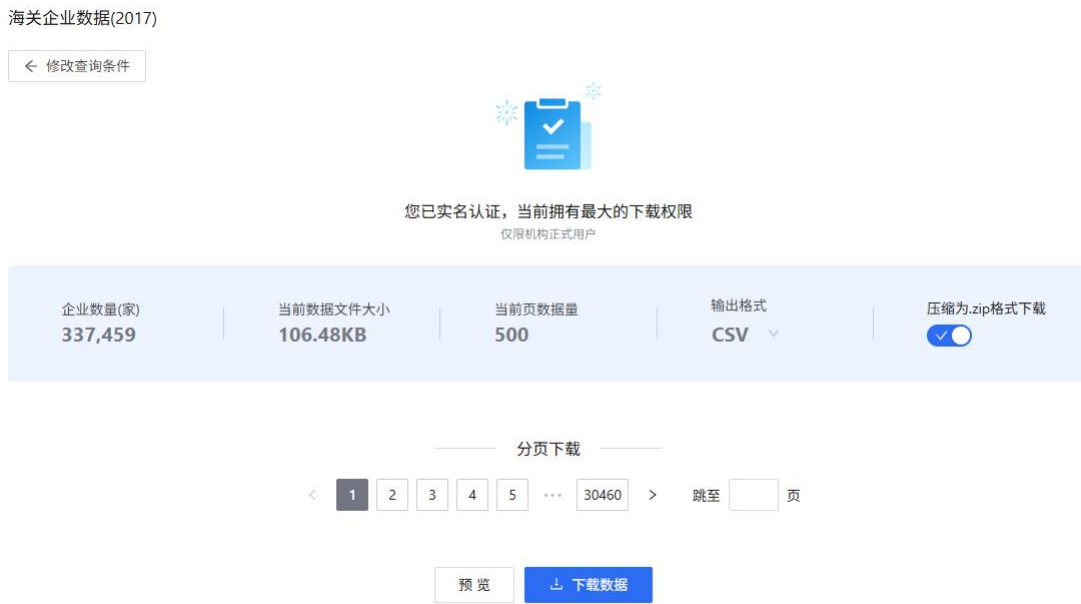 海关企业数据(2017)
← 修改查询条件
您已实名认证，当前拥有最大的下载权限
仅限机构正式用户
企业数量(家) 当前数据文件大小 当前页数据量 输出格式 压缩为.zip格式下载
337,459 106.48KB 500 CSV
分页下载
< 1 2 3 4 5 ··· 30460 > 跳至 页
预 览 下载数据